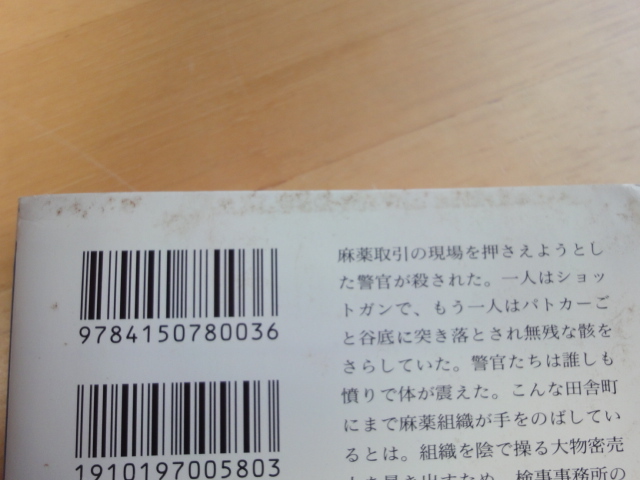 9784150780036
1910197005803
麻薬取引の現場を押さえようとし
た警官が殺された。一人はショッ
トガンで、もう一人はパトカーご
と谷底に突き落とされ無残な骸を
さらしていた。警官たちは誰しも
憤りで体が震えた。こんな田舎町
にまで麻薬組織が手をのばしてい
るとは。組織を陰で操る大物密売
検事事務所の